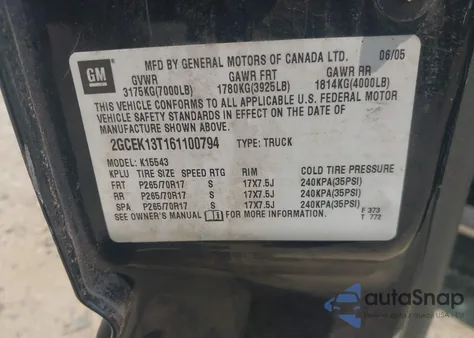 GM
MFD BY GENERAL MOTORS OF CANADA LTD. 06/05
GVWR GAWR FRT GAWR RR
3175KG(7000LB) 1780KG(3925LB) 1814KG(4000LB)
THIS VEHICLE CONFORMS TO ALL APPLICABLE U.S. FEDERAL MOTOR
VEHICLE SAFETY STANDARDS IN EFFECT ON THE DATE OF
MANUFACTURE SHOWN ABOVE.
2GCEK13T161100794 TYPE: TRUCK
MODEL: K15543
KPLU TIRE SIZE SPEED RTG RIM COLD TIRE PRESSURE
FRT P265/70R17 S 17X7.5J 240KPA(35PSI)
RR P265/70R17 S 17X7.5J 240KPA(35PSI)
SPA P265/70R17 S 17X7.5J 240KPA(35PSI)
SEE OWNER'S MANUAL FOR MORE INFORMATION.
F 373
T 772
autoSnap